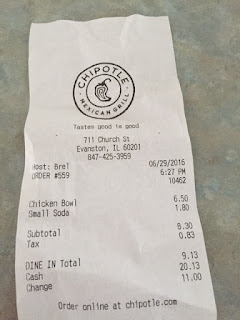 CHIPOTLE
MEXICAN GRILL
Tastes good is good
711 Church St
Evanston, IL 60201
847-425-3959
Host: Brel 06/29/2016
ORDER #559 6:27 PM
10462
Chicken Bowl 6.50
Small Soda 1.80
Subtotal 8.30
Tax 0.83
DINE IN Total 9.13
Cash 20.13
Change 11.00
Order online at chipotle.com